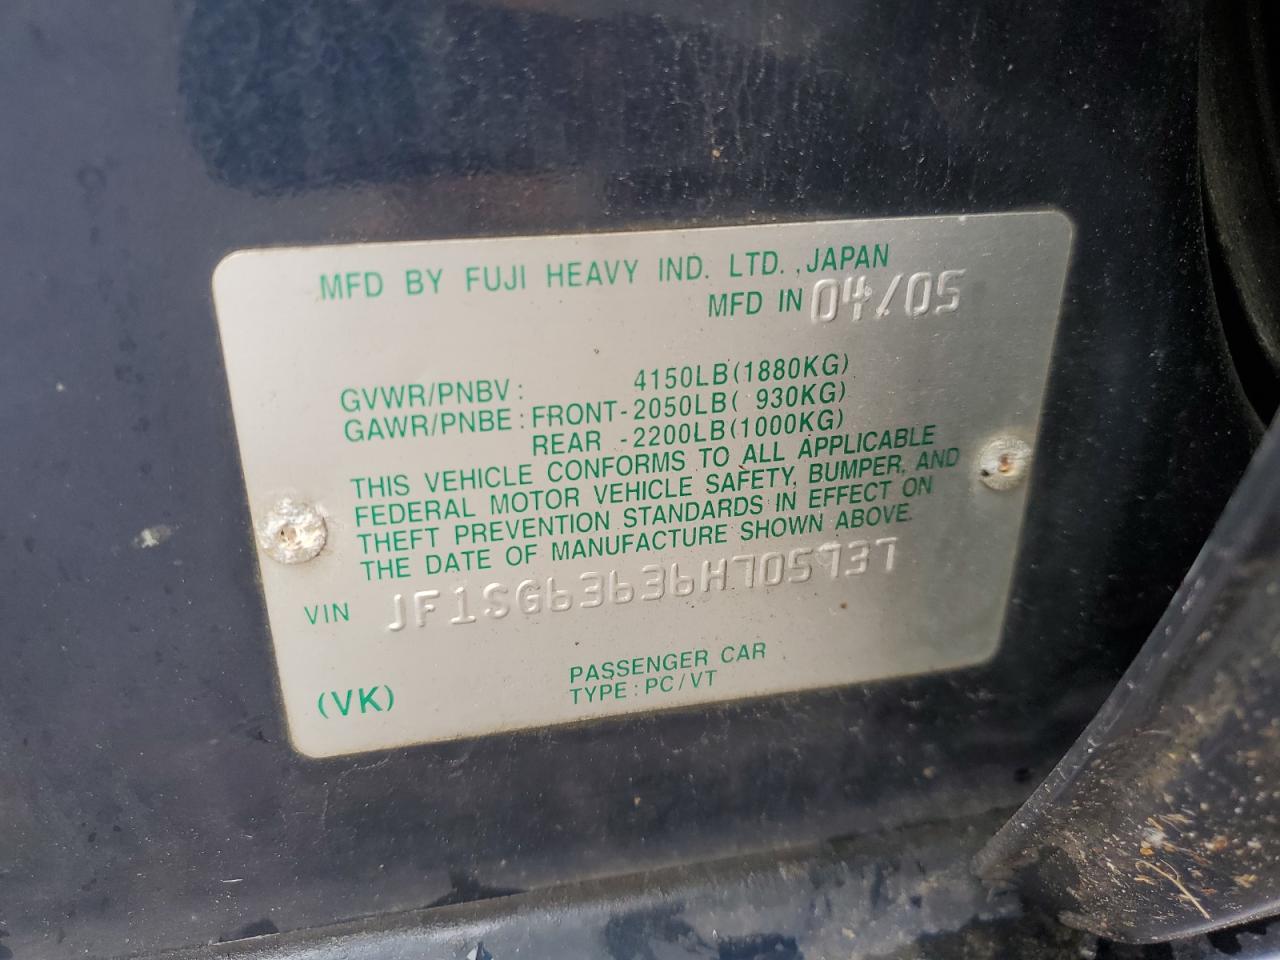 MFD BY FUJI HEAVY IND. LTD., JAPAN
MFD IN 04/05
GVWR/PNBV: 4150LB(1880KG)
GAWR/PNBE: FRONT-2050LB( 930KG)
REAR -2200LB(1000KG)
THIS VEHICLE CONFORMS TO ALL APPLICABLE
FEDERAL MOTOR VEHICLE SAFETY, BUMPER, AND
THEFT PREVENTION STANDARDS IN EFFECT ON
THE DATE OF MANUFACTURE SHOWN ABOVE.
VIN JF1SG63636H705737
(VK)
PASSENGER CAR
TYPE: PC/VT